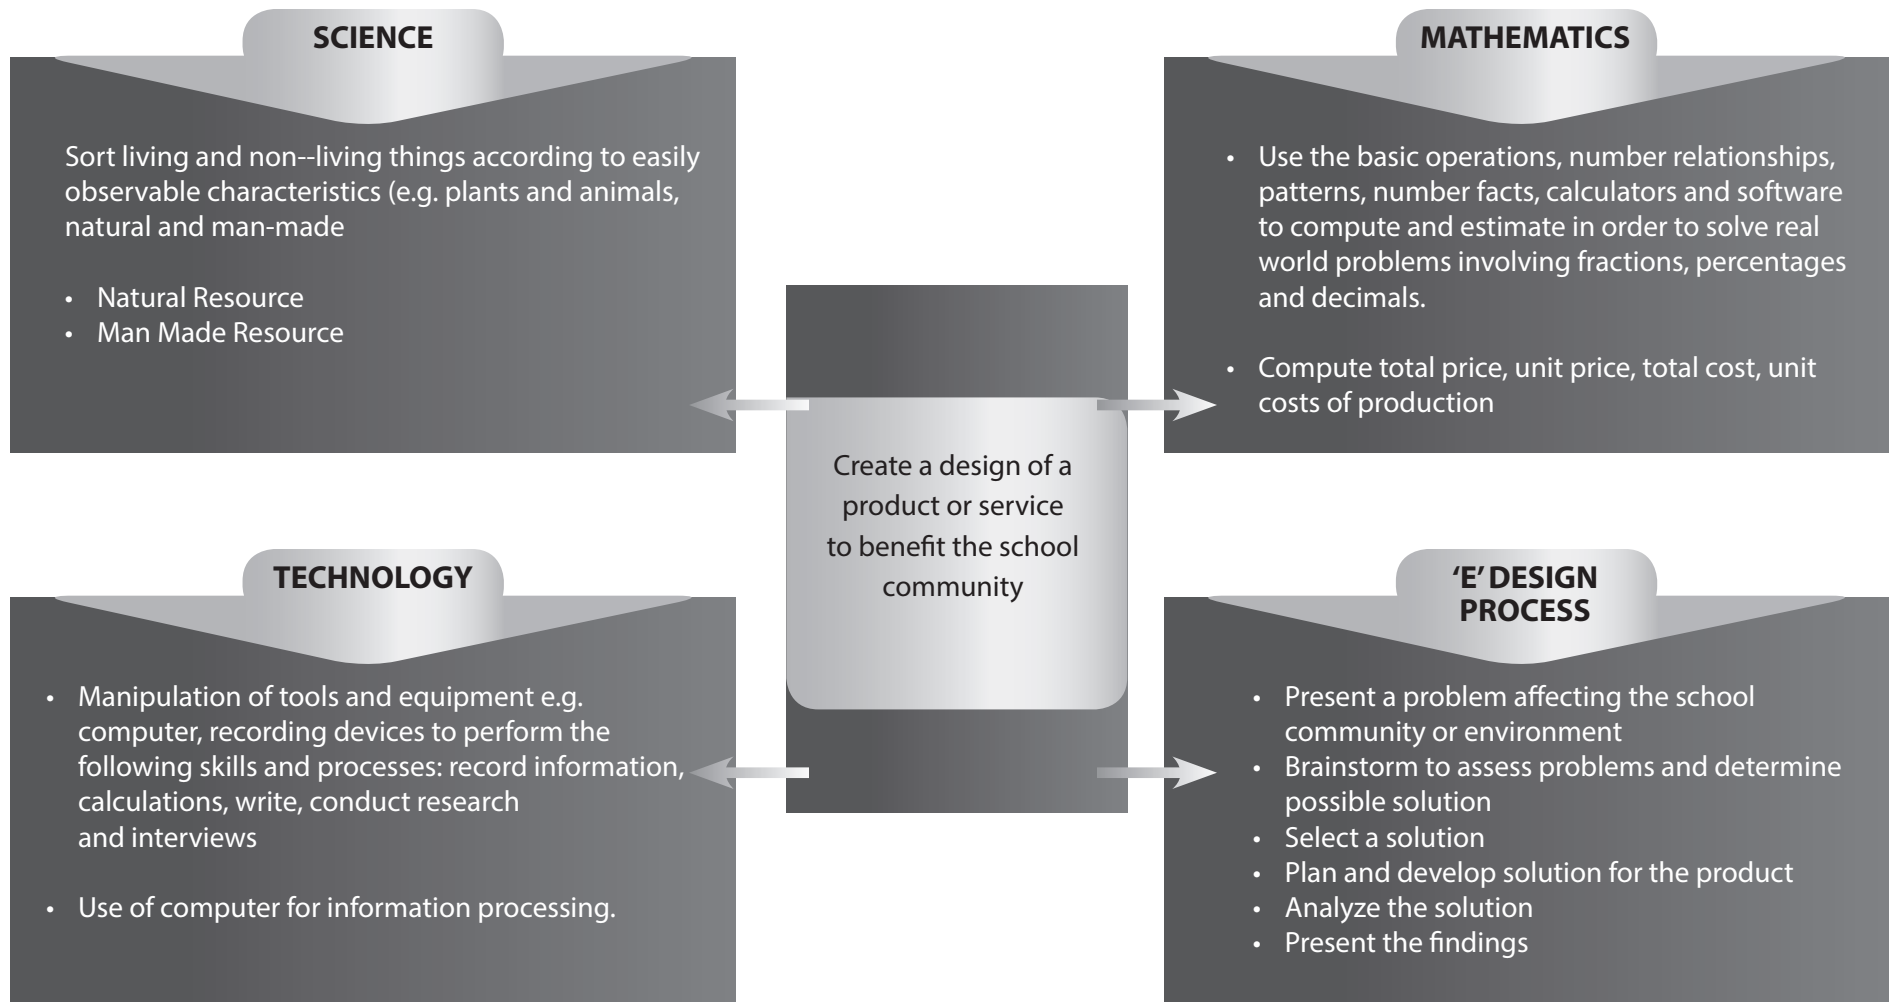 SCIENCE
Sort living and non--living things according to easily
observable characteristics (e.g. plants and animals,
natural and man-made
• Natural Resource
• Man Made Resource
MATHEMATICS
• Use the basic operations, number relationships,
patterns, number facts, calculators and software
to compute and estimate in order to solve real
world problems involving fractions, percentages
and decimals.
• Compute total price, unit price, total cost, unit
costs of production
Create a design of a
product or service
to benefit the school
community
TECHNOLOGY
• Manipulation of tools and equipment e.g.
computer, recording devices to perform the
following skills and processes: record information,
calculations, write, conduct research
and interviews
• Use of computer for information processing.
‘E’ DESIGN
PROCESS
• Present a problem affecting the school
community or environment
• Brainstorm to assess problems and determine
possible solution
• Select a solution
• Plan and develop solution for the product
• Analyze the solution
• Present the findings